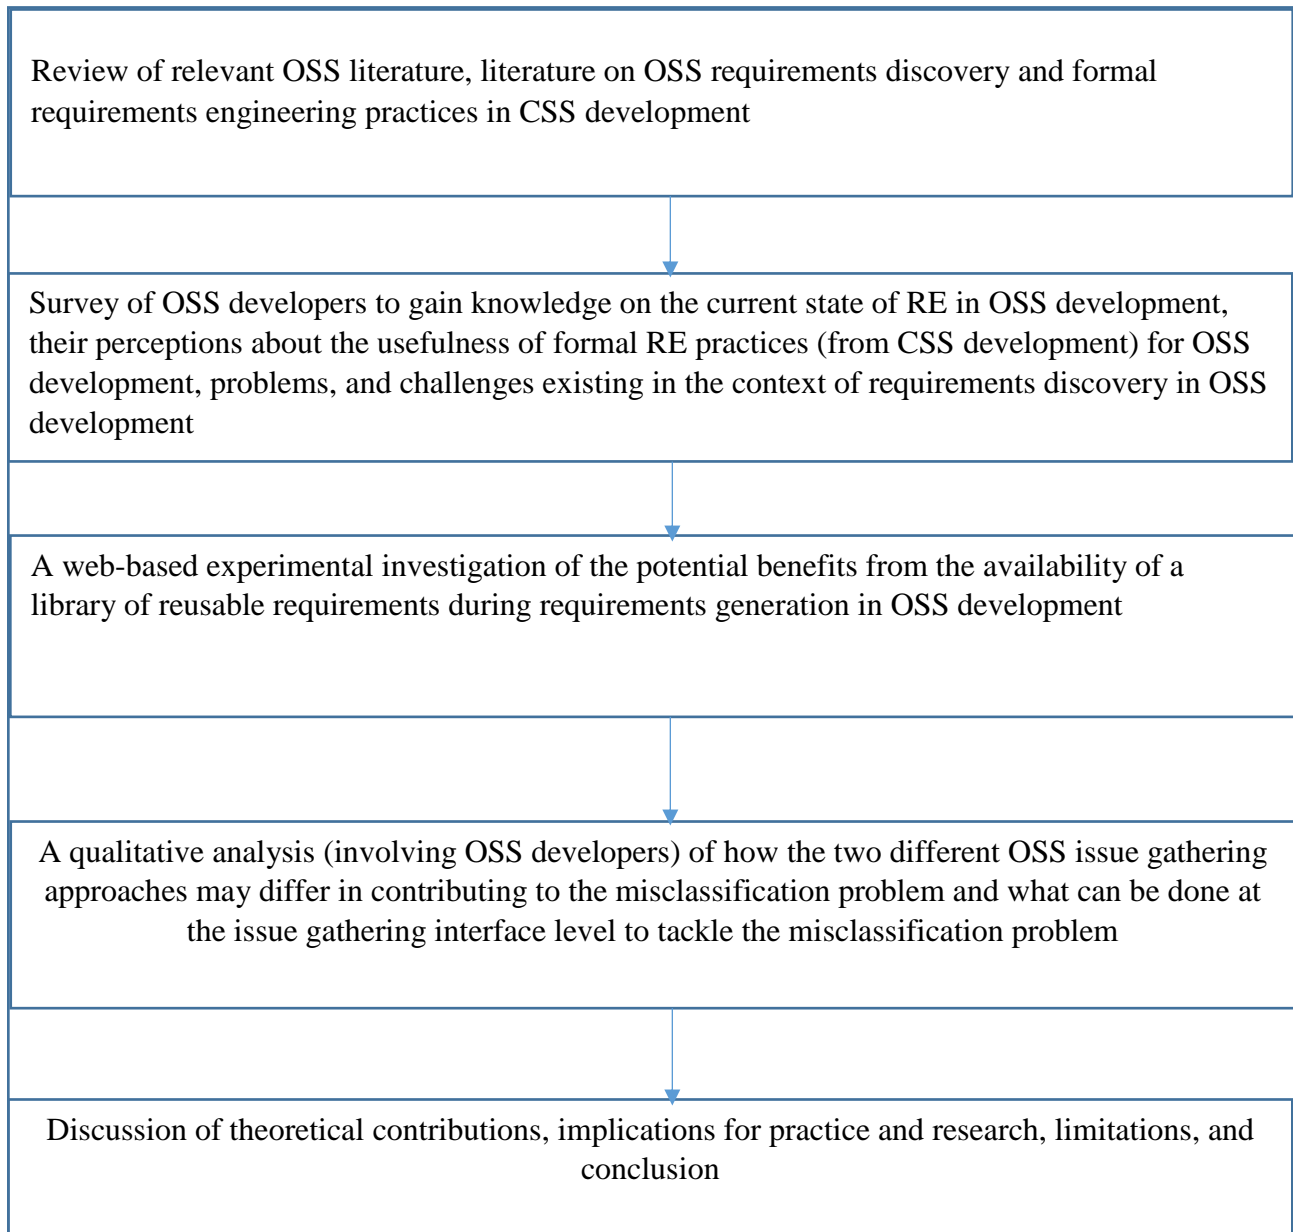 Review of relevant OSS literature, literature on OSS requirements discovery and formal
requirements engineering practices in CSS development
Survey of OSS developers to gain knowledge on the current state of RE in OSS development,
their perceptions about the usefulness of formal RE practices (from CSS development) for OSS
development, problems, and challenges existing in the context of requirements discovery in OSS
development
A web-based experimental investigation of the potential benefits from the availability of a
library of reusable requirements during requirements generation in OSS development
A qualitative analysis (involving OSS developers) of how the two different OSS issue gathering
approaches may differ in contributing to the misclassification problem and what can be done at
the issue gathering interface level to tackle the misclassification problem
Discussion of theoretical contributions, implications for practice and research, limitations, and
conclusion